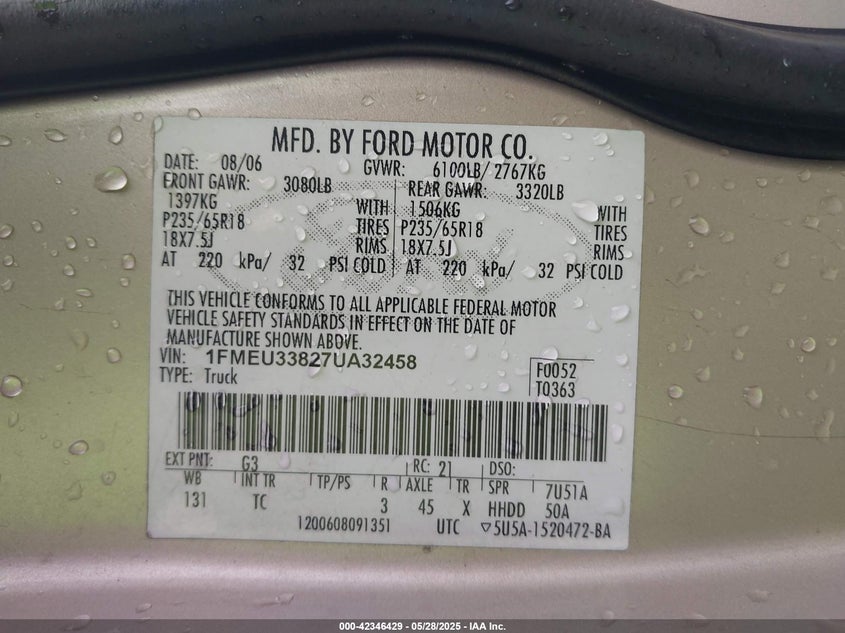 MFD. BY FORD MOTOR CO.
DATE: 08/06 GVWR: 6100LB/ 2767KG
FRONT GAWR: 3080LB REAR GAWR: 3320LB
1397KG WITH 1506KG WITH
P235/65R18 TIRES P235/65R18 TIRES
18X7.5J RIMS 18X7.5J RIMS
AT 220 kPa/ 32 PSI COLD AT 220 kPa/ 32 PSI COLD
THIS VEHICLE CONFORMS TO ALL APPLICABLE FEDERAL MOTOR
VEHICLE SAFETY STANDARDS IN EFFECT ON THE DATE OF
MANUFACTURE SHOWN ABOVE.
VIN: 1FMEU33827UA32458
TYPE: Truck
F0052
T0363
EXT PNT: G3 RC: 21 DSO:
WB INT TR TP/PS R AXLE TR SPR 7U51A
131 TC 3 45 X HHDD 50A
1200608091351 UTC ▽5U5A-1520472-BA
000-42346429 - 05/28/2025 - IAA Inc.